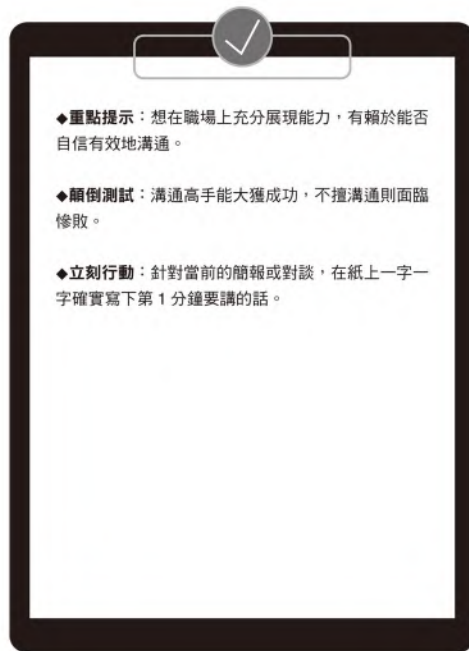 ◆重點提示：想在職場上充分展現能力，有賴於能否
自信有效地溝通。
◆顛倒測試：溝通高手能大獲成功，不擅溝通則面臨
慘敗。
◆立刻行動：針對當前的簡報或對談，在紙上一字一
字確實寫下第 1 分鐘要講的話。